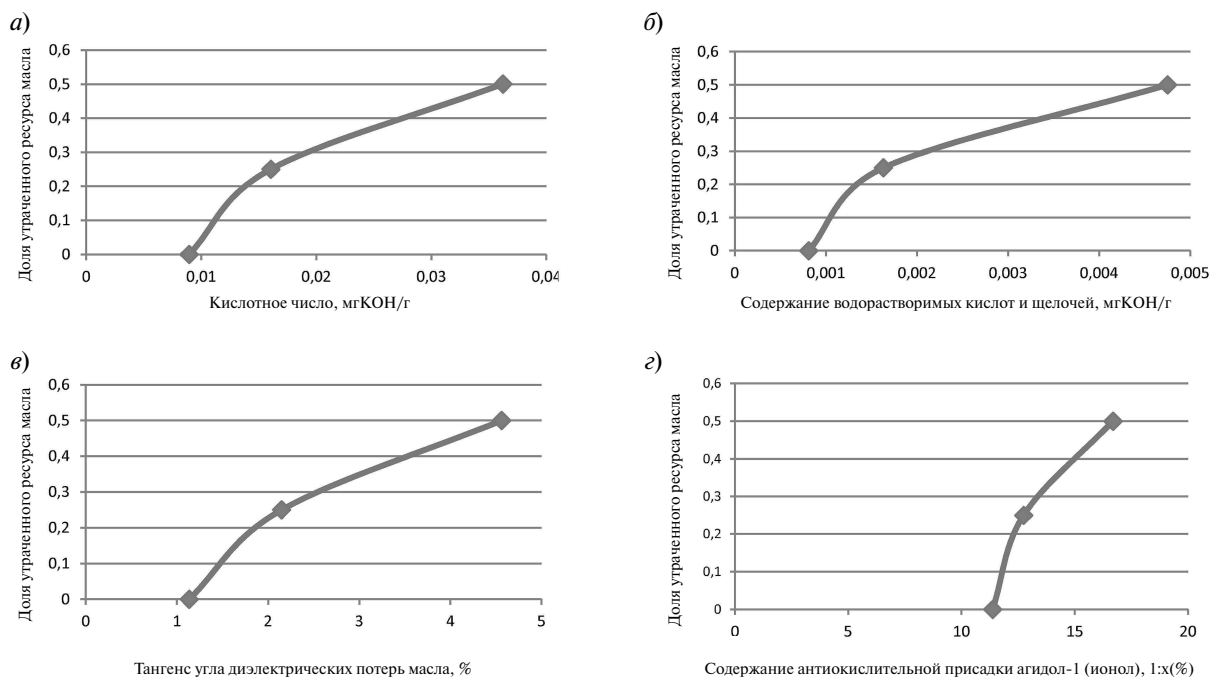 а)
Доля утраченного ресурса масла
0,6
0,5
0,4
0,3
0,2
0,1
0
0 0,01 0,02 0,03 0,04
Кислотное число, мгКОН/г
б)
Доля утраченного ресурса масла
0,6
0,5
0,4
0,3
0,2
0,1
0
0 0,001 0,002 0,003 0,004 0,005
Содержание водорастворимых кислот и щелочей, мгКОН/г
в)
Доля утраченного ресурса масла
0,6
0,5
0,4
0,3
0,2
0,1
0
0 1 2 3 4 5
Тангенс угла диэлектрических потерь масла, %
г)
Доля утраченного ресурса масла
0,6
0,5
0,4
0,3
0,2
0,1
0
0 5 10 15 20
Содержание антиокислительной присадки агидол-1 (ионол), 1:х(%)